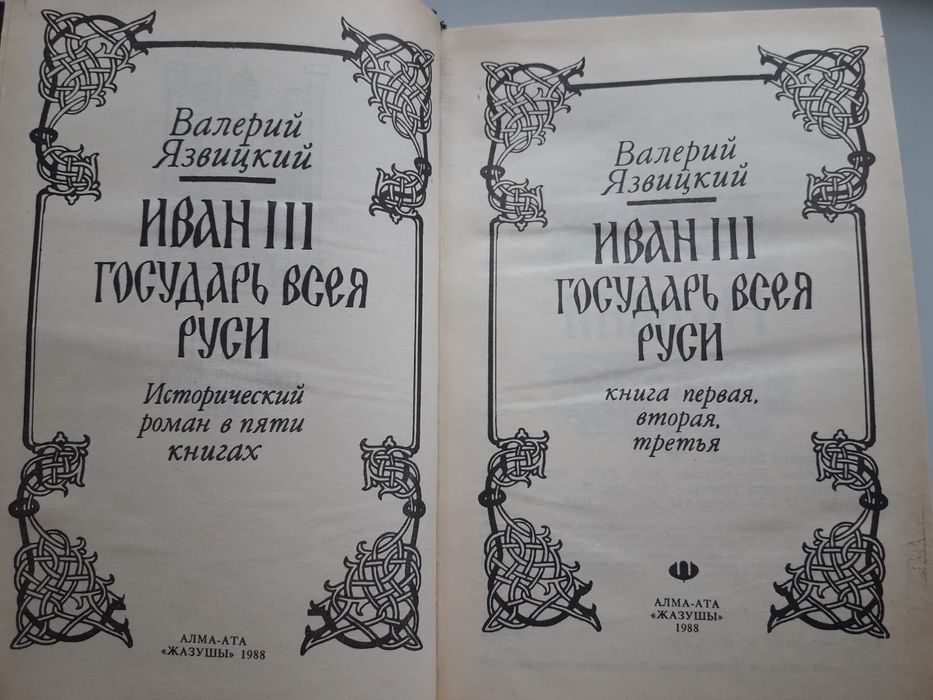 Валерий
Язвицкий
ИВАН III
ГОСУДАРЬ ВСЕЯ
РУСИ
Исторический
роман в пяти
книгах
АЛМА-АТА
«ЖАЗУШЫ» 1988
Валерий
Язвицкий
ИВАН III
ГОСУДАРЬ ВСЕЯ
РУСИ
книга первая,
вторая,
третья
АЛМА-АТА
«ЖАЗУШЫ»
1988